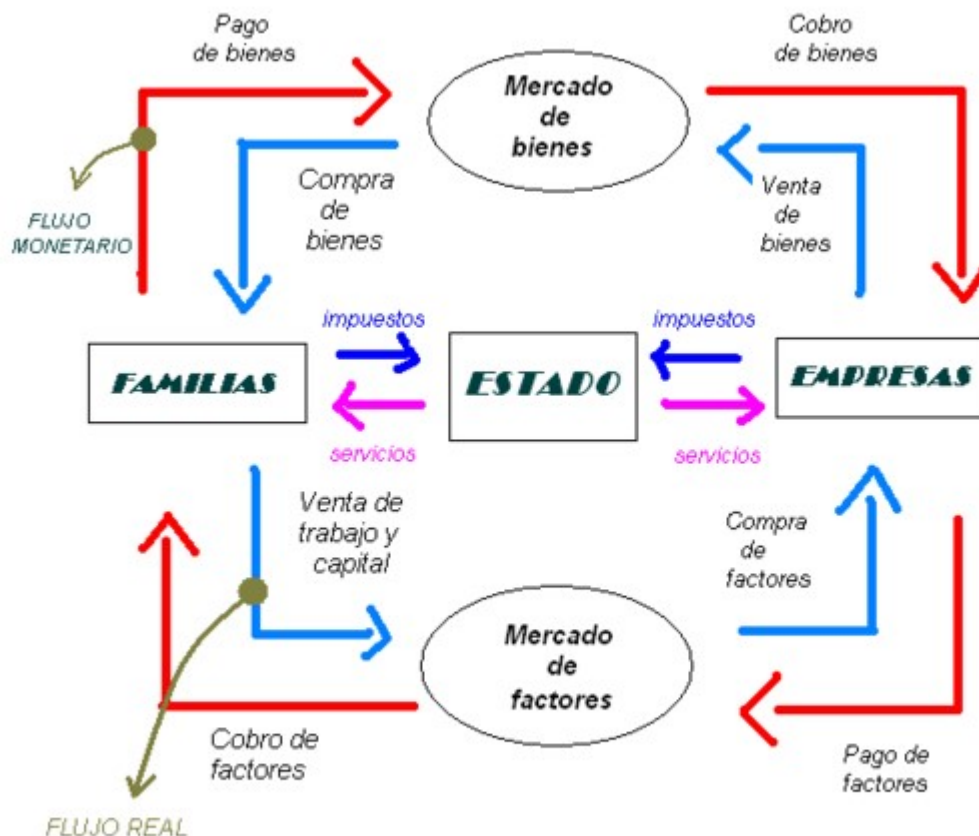 Pago
de bienes
Cobro
de bienes
Mercado
de
bienes
Compra
de
bienes
Venta
de
bienes
FLUJO
MONETARIO
impuestos
impuestos
FAMILIAS
ESTADO
EMPRESAS
servicios
servicios
Venta de
trabajo y
capital
Compra
de
factores
Mercado
de
factores
Cobro de
factores
Pago de
factores
FLUJO REAL